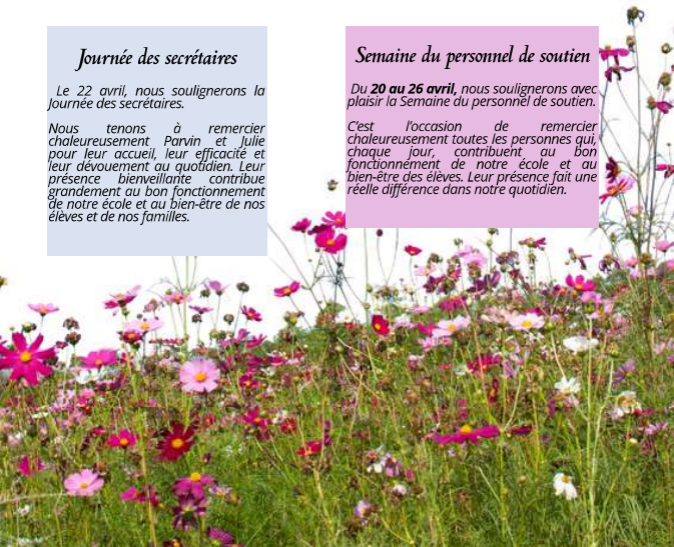 Journée des secrétaires
Le 22 avril, nous soulignerons la
Journée des secrétaires.
Nous tenons à remercier
chaleureusement Parvin et Julie
pour leur accueil, leur efficacité et
leur dévouement au quotidien. Leur
présence bienveillante contribue
grandement au bon fonctionnement
de notre école et au bien-être de nos
élèves et de nos familles.
Semaine du personnel de soutien
Du 20 au 26 avril, nous soulignerons avec
plaisir la Semaine du personnel de soutien.
C'est l'occasion de remercier
chaleureusement toutes les personnes qui,
chaque jour, contribuent au bon
fonctionnement de notre école et au
bien-être des élèves. Leur présence fait une
réelle différence dans notre quotidien.